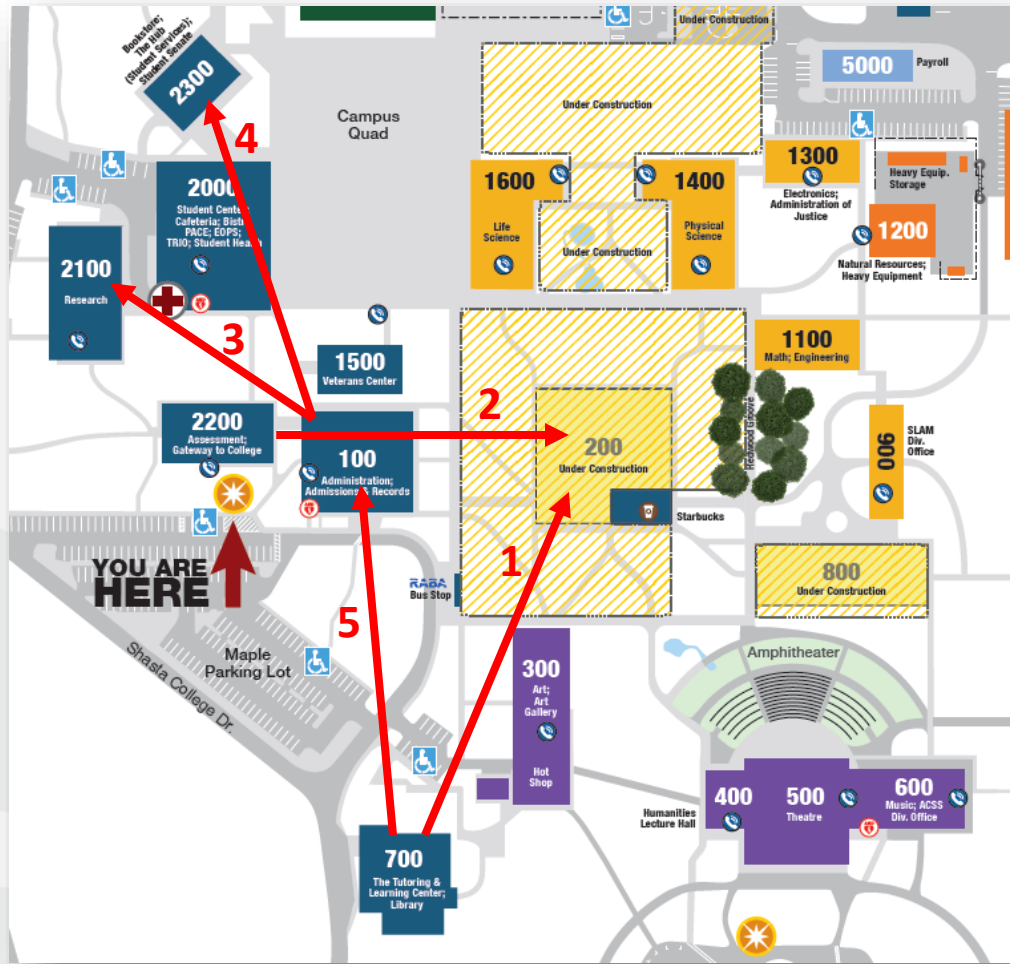 Bookstore;
The Hub
(Student Services);
Student Senate
2300
4
Campus
Quad
Under Construction
Under Construction
5000
Payroll
2000
Student Center;
Cafeteria; Bistro
PACE; EOPS;
TRIO; Student Health
2100
Research
3
1600
Life
Science
Under Construction
1400
Physical
Science
1300
Electronics;
Administration of
Justice
Heavy Equip.
Storage
1200
Natural Resources;
Heavy Equipment
1500
Veterans Center
1100
Math; Engineering
2
2200
Assessment;
Gateway to College
100
Administration;
Admissions & Records
200
Under Construction
Redwood Groove
900
SLAM
Div.
Office
Starbucks
YOU ARE
HERE
1
RABA
Bus Stop
800
Under Construction
5
Maple
Parking Lot
Shasta College Dr.
300
Art;
Art
Gallery
Hot
Shop
Amphitheater
400
Humanities
Lecture Hall
500
Theatre
600
Music; ACSS
Div. Office
700
The Tutoring &
Learning Center;
Library